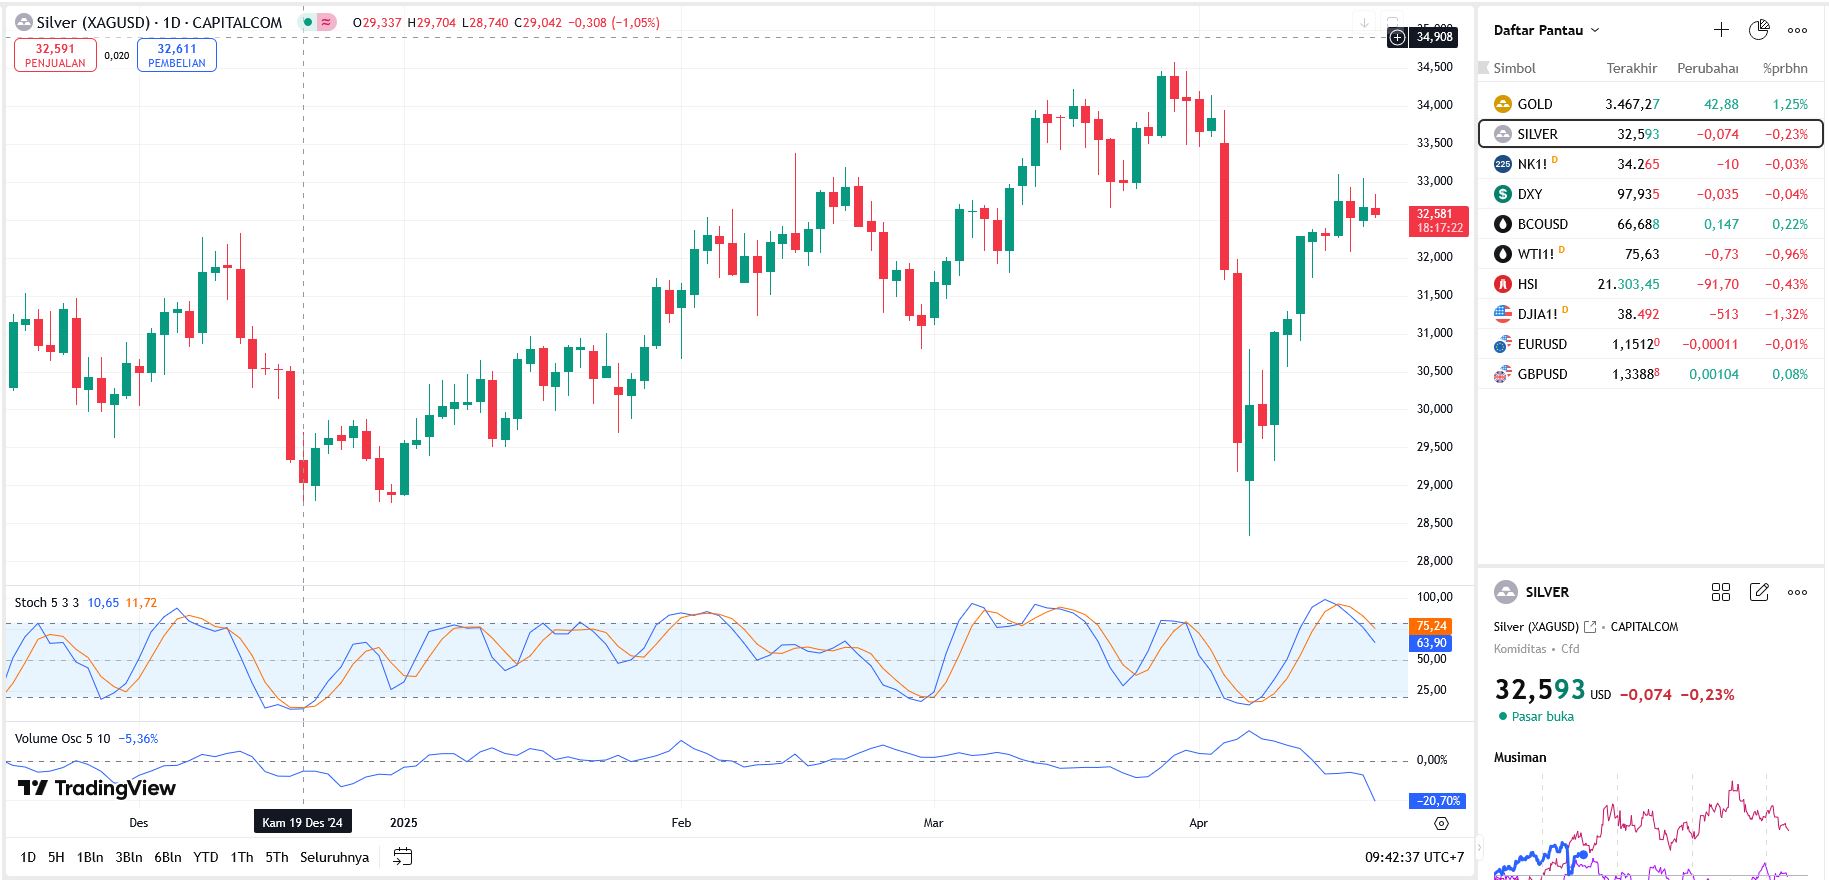 Silver (XAGUSD) · 1D · CAPITALCOM O29,337 H29,704 L28,740 C29,042 −0,308 (−1,05%)
32,591 PENJUALAN 0,020 32,611 PEMBELIAN
34,908
34,500
34,000
33,500
33,000
32,581
18:17:22
32,000
31,500
31,000
30,500
30,000
29,500
29,000
28,500
28,000
Stoch 5 3 3 10,65 11,72
100,00
75,24
63,90
50,00
25,00
Volume Osc 5 10 −5,36%
0,00%
−20,70%
TradingView
Des Kam 19 Des '24 2025 Feb Mar Apr
1D 5H 1Bln 3Bln 6Bln YTD 1Th 5Th Seluruhnya 09:42:37 UTC+7
Daftar Pantau
Simbol Terakhir Perubahar %prbhn
GOLD 3.467,27 42,88 1,25%
SILVER 32,593 −0,074 −0,23%
225 NK1! D 34.265 −10 −0,03%
$ DXY 97,935 −0,035 −0,04%
BCOUSD 66,688 0,147 0,22%
WTI1! D 75,63 −0,73 −0,96%
HSI 21.303,45 −91,70 −0,43%
DJIA1! D 38.492 −513 −1,32%
EURUSD 1,15120 −0,00011 −0,01%
GBPUSD 1,33888 0,00104 0,08%
SILVER
Silver (XAGUSD) • CAPITALCOM
Komiditas • Cfd
32,593 USD −0,074 −0,23%
Pasar buka
Musiman